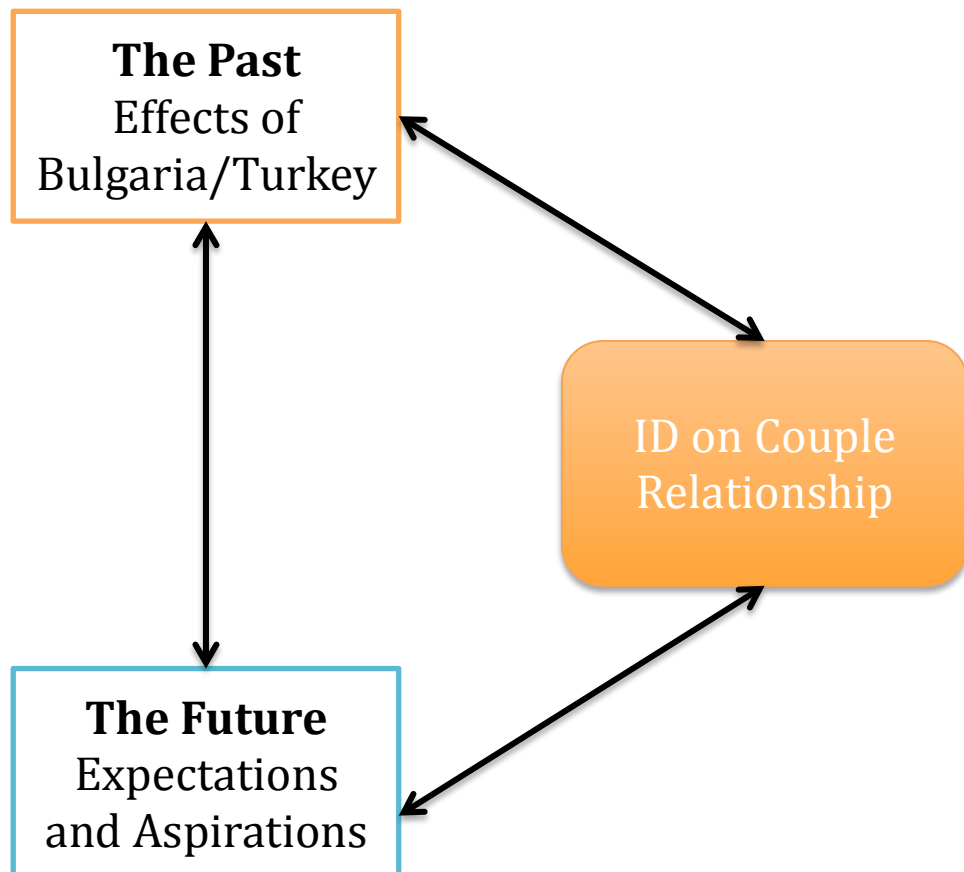 The Past
Effects of
Bulgaria/Turkey
ID on Couple
Relationship
The Future
Expectations
and Aspirations